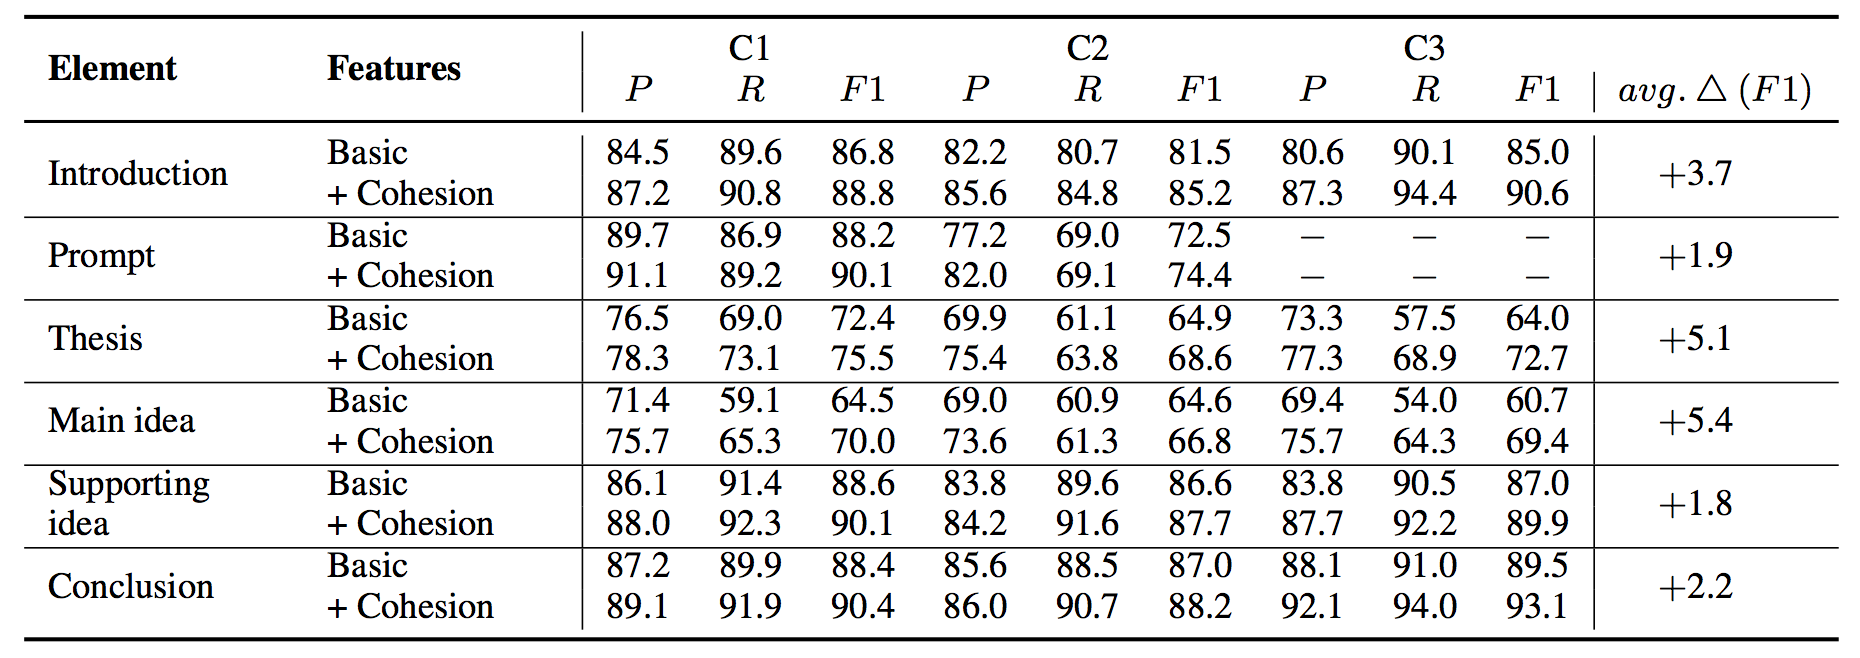 Element Features C1 C2 C3
P R F1 P R F1 P R F1 avg. △ (F1)
Introduction Basic 84.5 89.6 86.8 82.2 80.7 81.5 80.6 90.1 85.0 +3.7
+ Cohesion 87.2 90.8 88.8 85.6 84.8 85.2 87.3 94.4 90.6
Prompt Basic 89.7 86.9 88.2 77.2 69.0 72.5 – – – +1.9
+ Cohesion 91.1 89.2 90.1 82.0 69.1 74.4 – – –
Thesis Basic 76.5 69.0 72.4 69.9 61.1 64.9 73.3 57.5 64.0 +5.1
+ Cohesion 78.3 73.1 75.5 75.4 63.8 68.6 77.3 68.9 72.7
Main idea Basic 71.4 59.1 64.5 69.0 60.9 64.6 69.4 54.0 60.7 +5.4
+ Cohesion 75.7 65.3 70.0 73.6 61.3 66.8 75.7 64.3 69.4
Supporting Basic 86.1 91.4 88.6 83.8 89.6 86.6 83.8 90.5 87.0 +1.8
idea + Cohesion 88.0 92.3 90.1 84.2 91.6 87.7 87.7 92.2 89.9
Conclusion Basic 87.2 89.9 88.4 85.6 88.5 87.0 88.1 91.0 89.5 +2.2
+ Cohesion 89.1 91.9 90.4 86.0 90.7 88.2 92.1 94.0 93.1